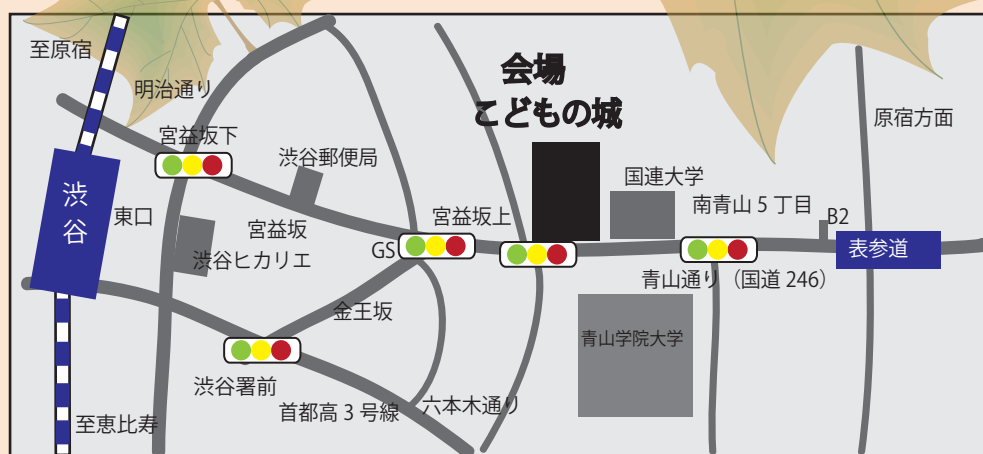 至原宿
明治通り
会場
こどもの城
原宿方面
宮益坂下
渋谷郵便局
国連大学
渋谷
東口
宮益坂
宮益坂上
南青山 5 丁目
B2
GS
表参道
渋谷ヒカリエ
青山通り（国道 246）
金王坂
青山学院大学
渋谷署前
首都高 3 号線
六本木通り
至恵比寿